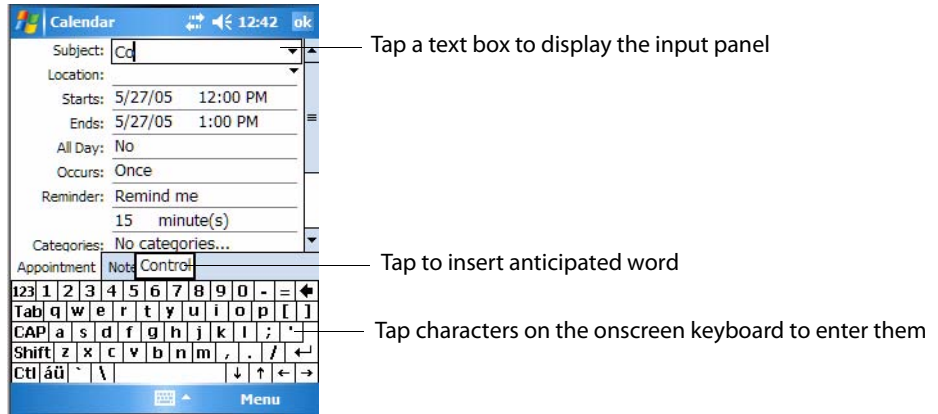 Calendar 12:42 ok
Subject: Co
Tap a text box to display the input panel
Location:
Starts: 5/27/05 12:00 PM
Ends: 5/27/05 1:00 PM
All Day: No
Occurs: Once
Reminder: Remind me
15 minute(s)
Categories: No categories...
Appointment Note Control
Tap to insert anticipated word
123 1 2 3 4 5 6 7 8 9 0 - = ←
Tab q w e r t y u i o p [ ]
CAP a s d f g h j k l ; '
Tap characters on the onscreen keyboard to enter them
Shift z x c v b n m , . / ↵
Ctl áü ` \ ↓ ↑ ← →
Menu